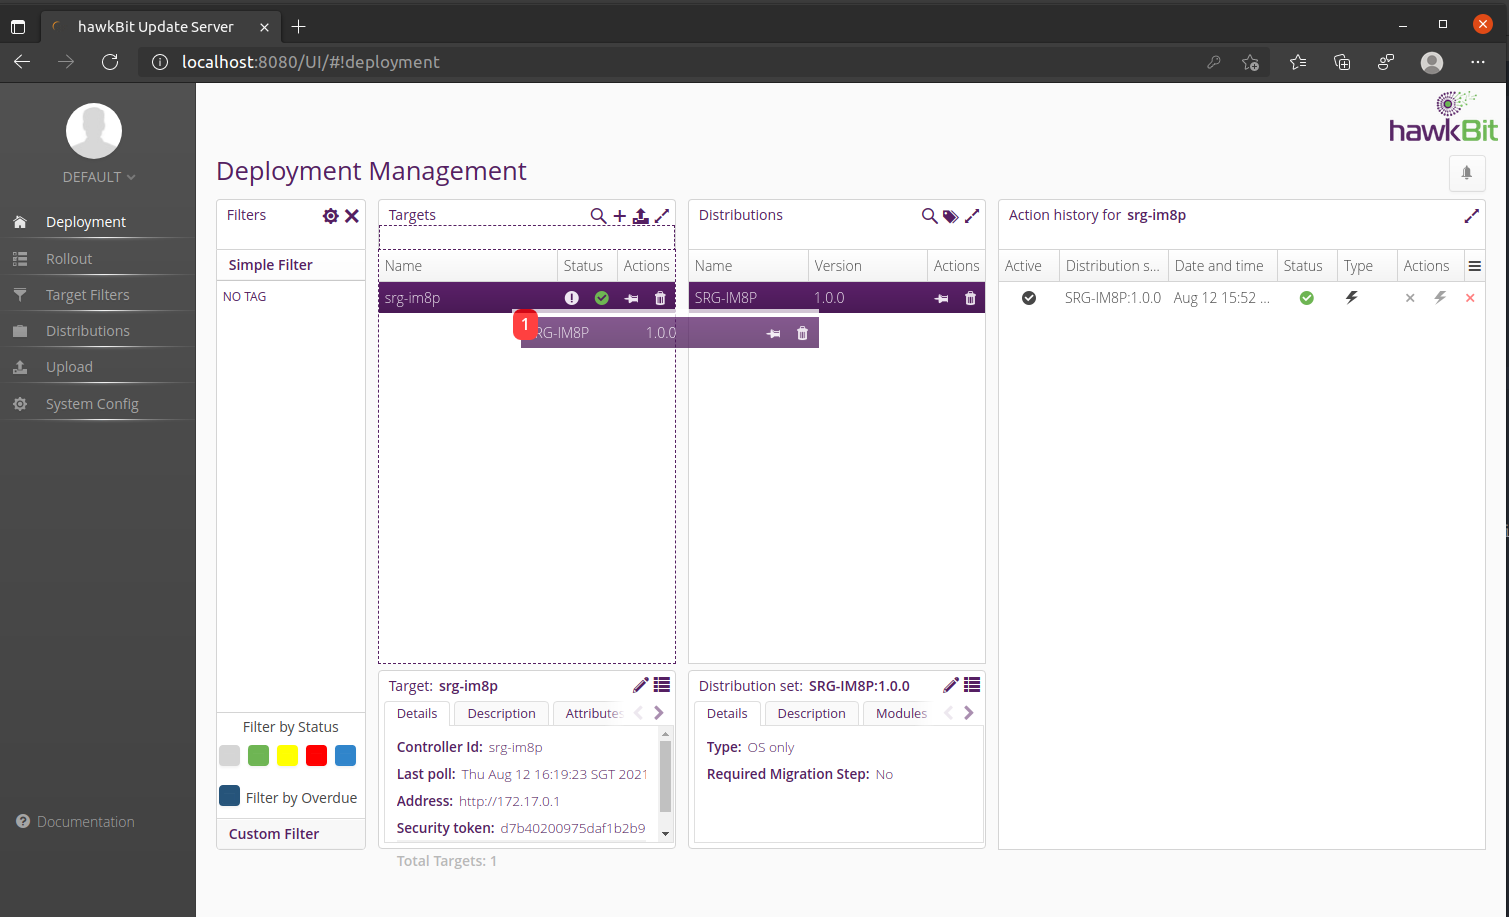 hawkBit Update Server
localhost:8080/UI/#!deployment
hawkBit
DEFAULT
Deployment
Rollout
Target Filters
Distributions
Upload
System Config
Documentation
Deployment Management
Filters
Simple Filter
NO TAG
Filter by Status
Filter by Overdue
Custom Filter
Targets
Name Status Actions
srg-im8p
1
RG-IM8P 1.0.0
Distributions
Name Version Actions
SRG-IM8P 1.0.0
Action history for srg-im8p
Active Distribution s... Date and time Status Type Actions
SRG-IM8P:1.0.0 Aug 12 15:52 ...
Target: srg-im8p
Details Description Attributes
Controller Id: srg-im8p
Last poll: Thu Aug 12 16:19:23 SGT 2021
Address: http://172.17.0.1
Security token: d7b40200975daf1b2b9
Total Targets: 1
Distribution set: SRG-IM8P:1.0.0
Details Description Modules
Type: OS only
Required Migration Step: No